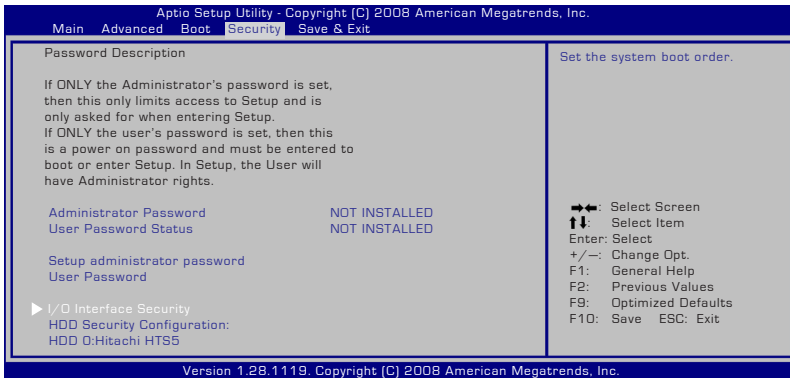 Aptio Setup Utility - Copyright (C) 2008 American Megatrends, Inc.
Main Advanced Boot Security Save & Exit
Password Description
If ONLY the Administrator's password is set,
then this only limits access to Setup and is
only asked for when entering Setup.
If ONLY the user's password is set, then this
is a power on password and must be entered to
boot or enter Setup. In Setup, the User will
have Administrator rights.
Administrator Password NOT INSTALLED
User Password Status NOT INSTALLED
Setup administrator password
User Password
I/O Interface Security
HDD Security Configuration:
HDD 0:Hitachi HTS5
Set the system boot order.
→←: Select Screen
↑↓: Select Item
Enter: Select
+/—: Change Opt.
F1: General Help
F2: Previous Values
F9: Optimized Defaults
F10: Save ESC: Exit
Version 1.28.1119. Copyright (C) 2008 American Megatrends, Inc.